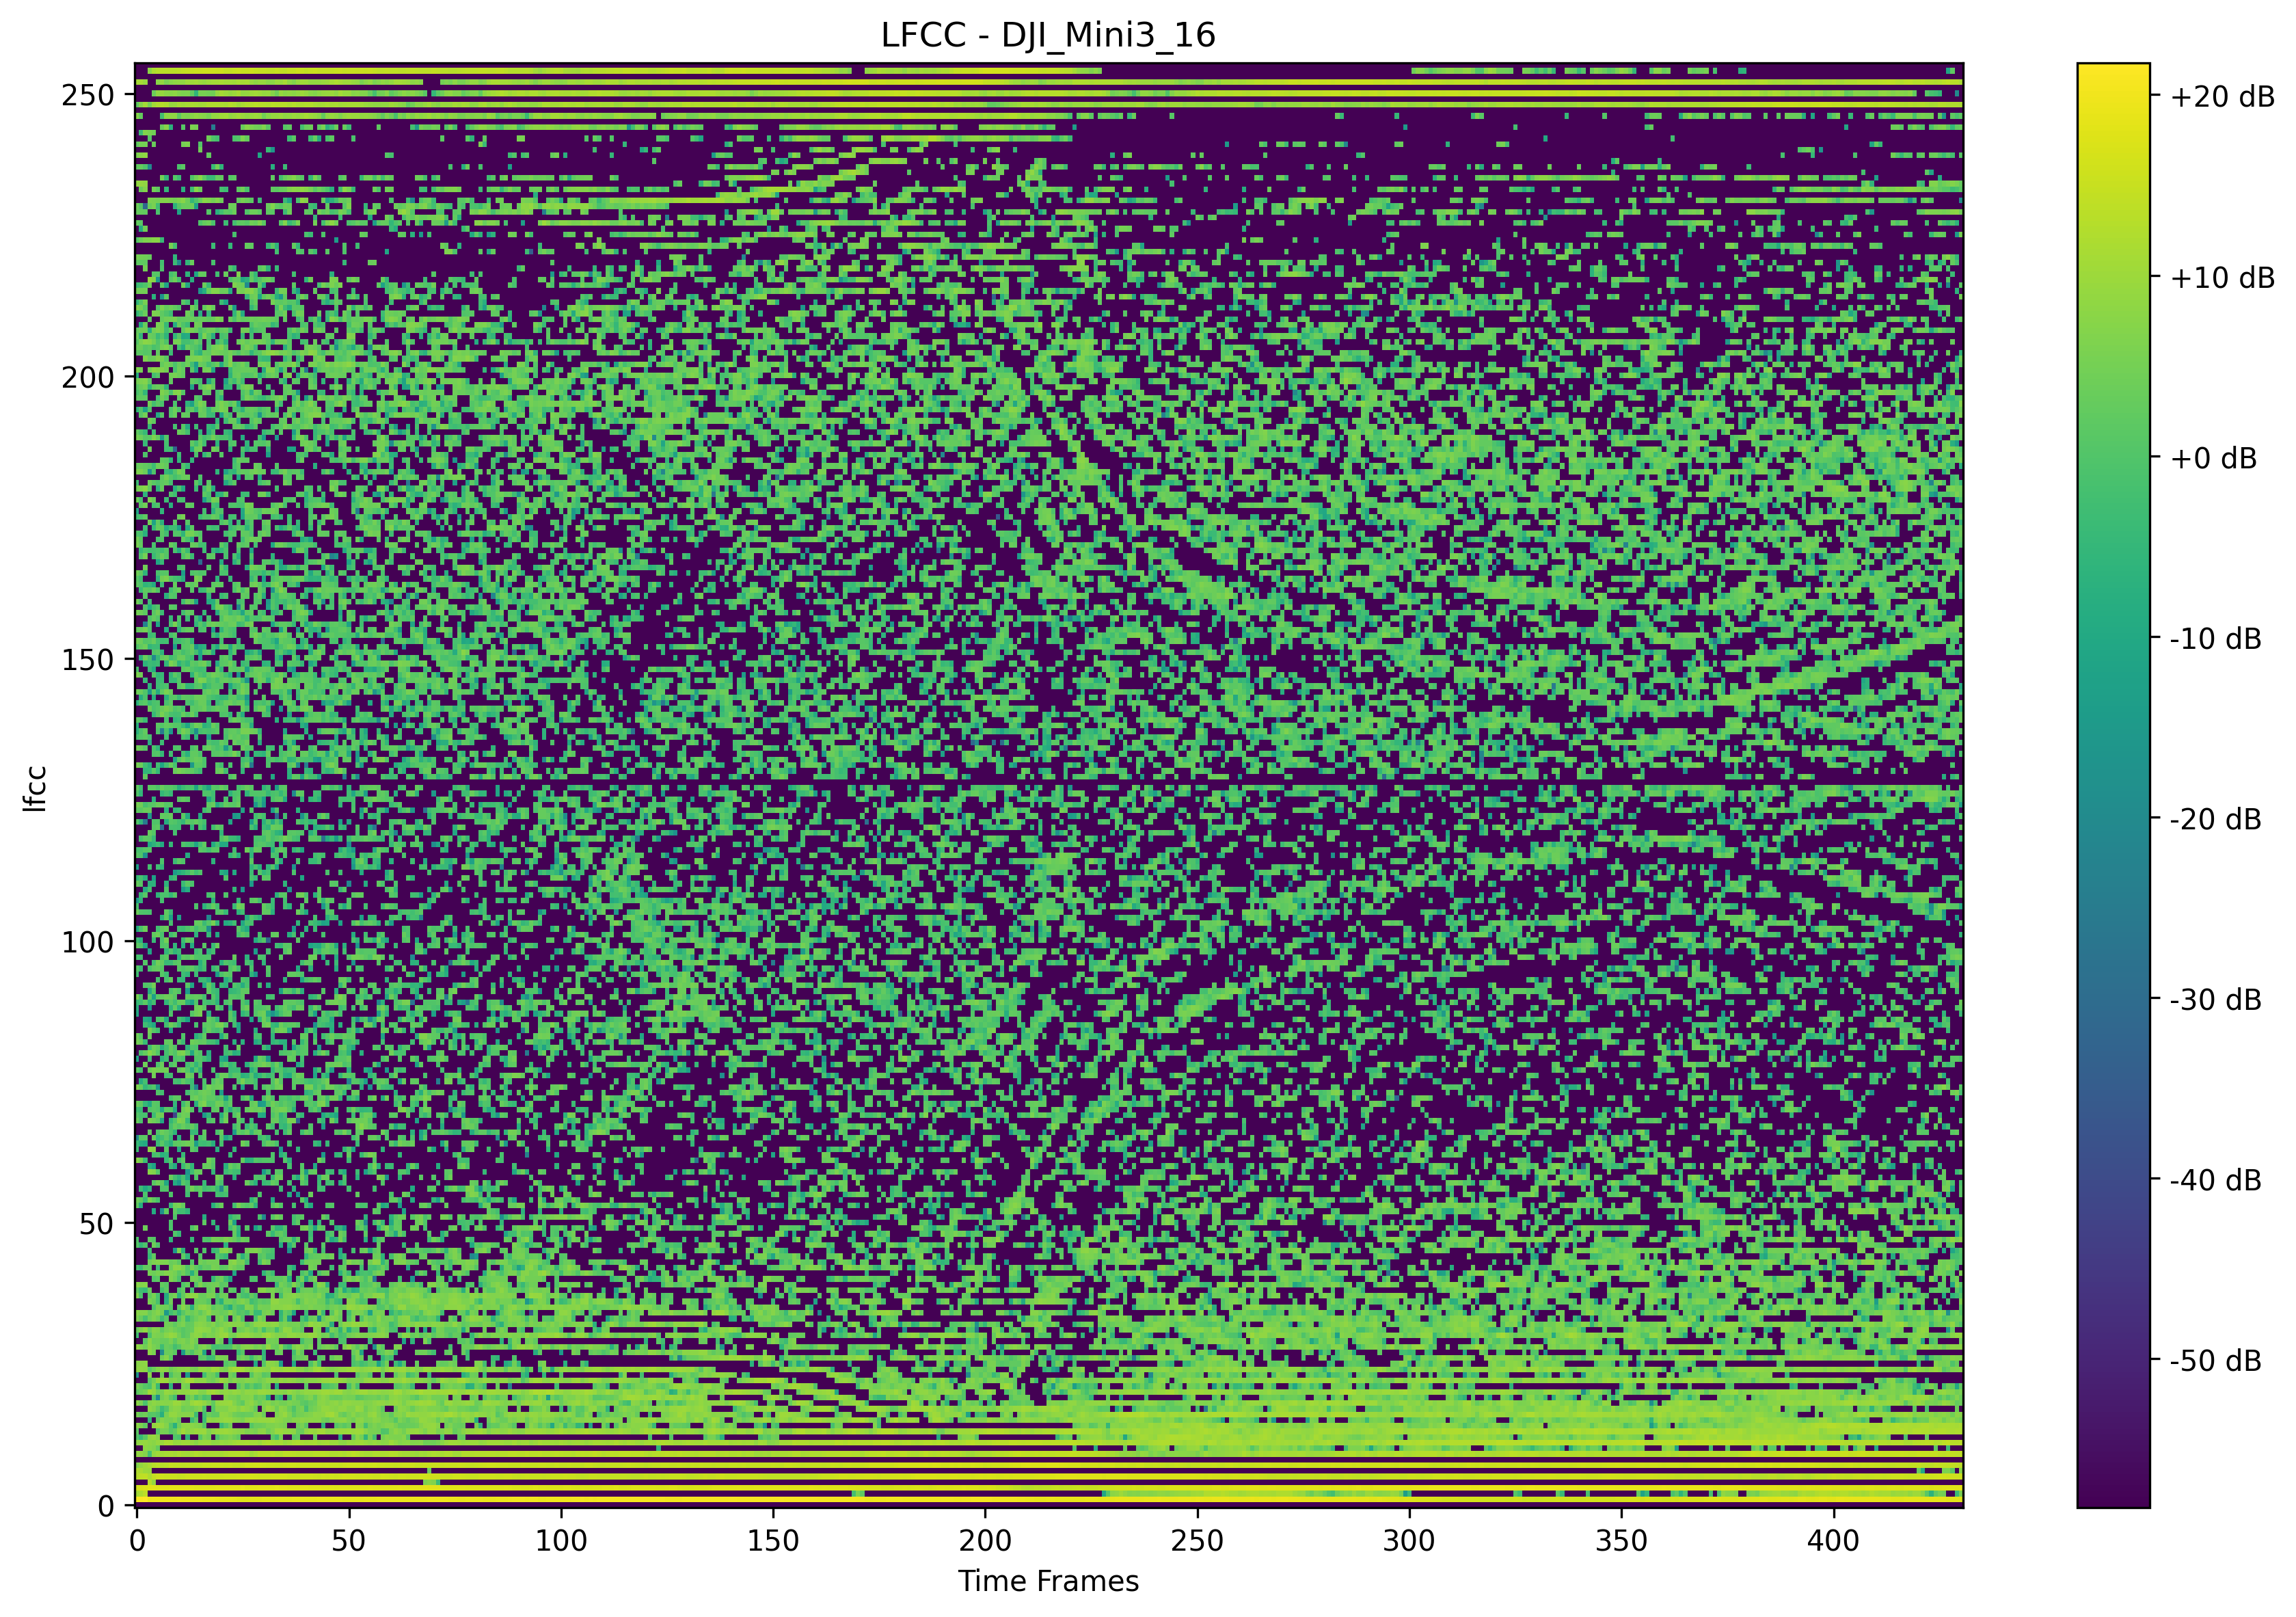 LFCC - DJI_Mini3_16
250
200
150
100
50
0
lfcc
0 50 100 150 200 250 300 350 400
Time Frames
+20 dB
+10 dB
+0 dB
-10 dB
-20 dB
-30 dB
-40 dB
-50 dB